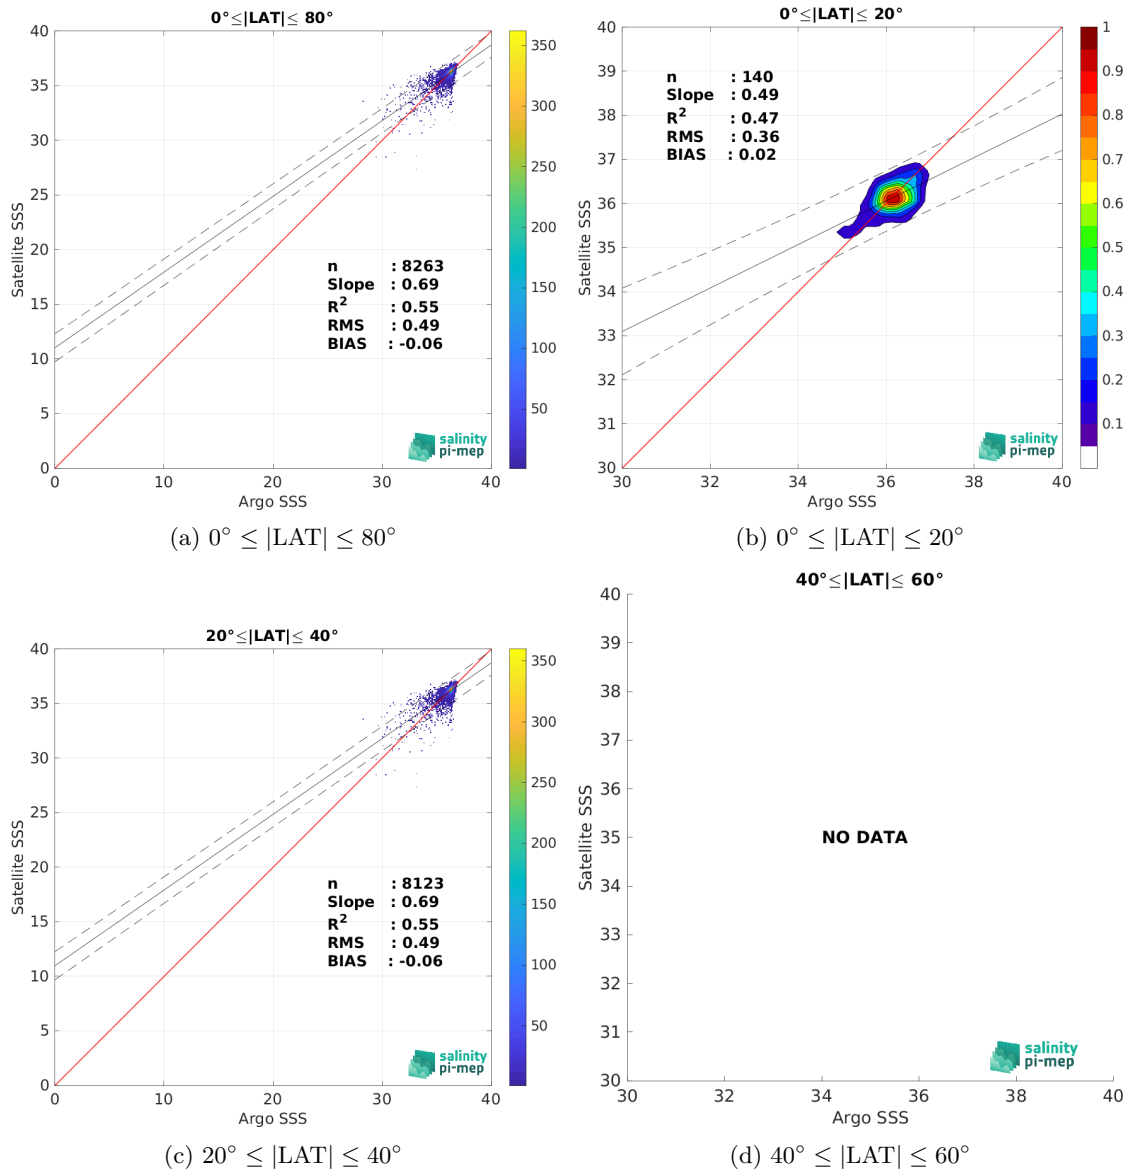 0°≤|LAT|≤ 80°
40
35
30
25
20
15
10
5
0
Satellite SSS
n : 8263
Slope : 0.69
R2 : 0.55
RMS : 0.49
BIAS : -0.06
salinity
pi-mep
0 10 20 30 40
Argo SSS
350
300
250
200
150
100
50
(a) 0° ≤ |LAT| ≤ 80°
0°≤|LAT|≤ 20°
40
39
38
37
36
35
34
33
32
31
30
Satellite SSS
n : 140
Slope : 0.49
R2 : 0.47
RMS : 0.36
BIAS : 0.02
salinity
pi-mep
30 32 34 36 38 40
Argo SSS
1
0.9
0.8
0.7
0.6
0.5
0.4
0.3
0.2
0.1
(b) 0° ≤ |LAT| ≤ 20°
20°≤|LAT|≤ 40°
40
35
30
25
20
15
10
5
0
Satellite SSS
n : 8123
Slope : 0.69
R2 : 0.55
RMS : 0.49
BIAS : -0.06
salinity
pi-mep
0 10 20 30 40
Argo SSS
350
300
250
200
150
100
50
(c) 20° ≤ |LAT| ≤ 40°
40°≤|LAT|≤ 60°
40
39
38
37
36
35
34
33
32
31
30
Satellite SSS
NO DATA
salinity
pi-mep
30 32 34 36 38 40
Argo SSS
(d) 40° ≤ |LAT| ≤ 60°